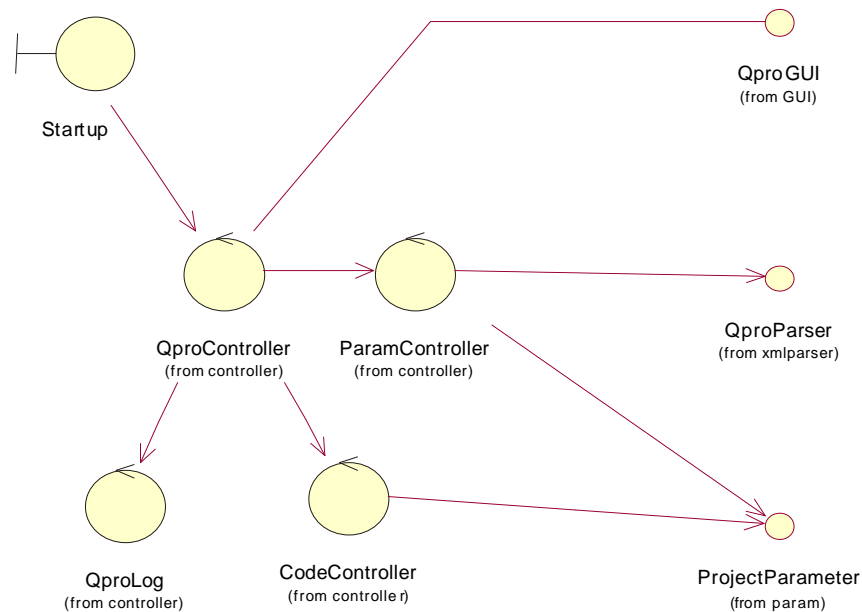 QproGUI
(from GUI)
Startup
QproController
(from controller)
ParamController
(from controller)
QproParser
(from xmlparser)
QproLog
(from controller)
CodeController
(from controller)
ProjectParameter
(from param)